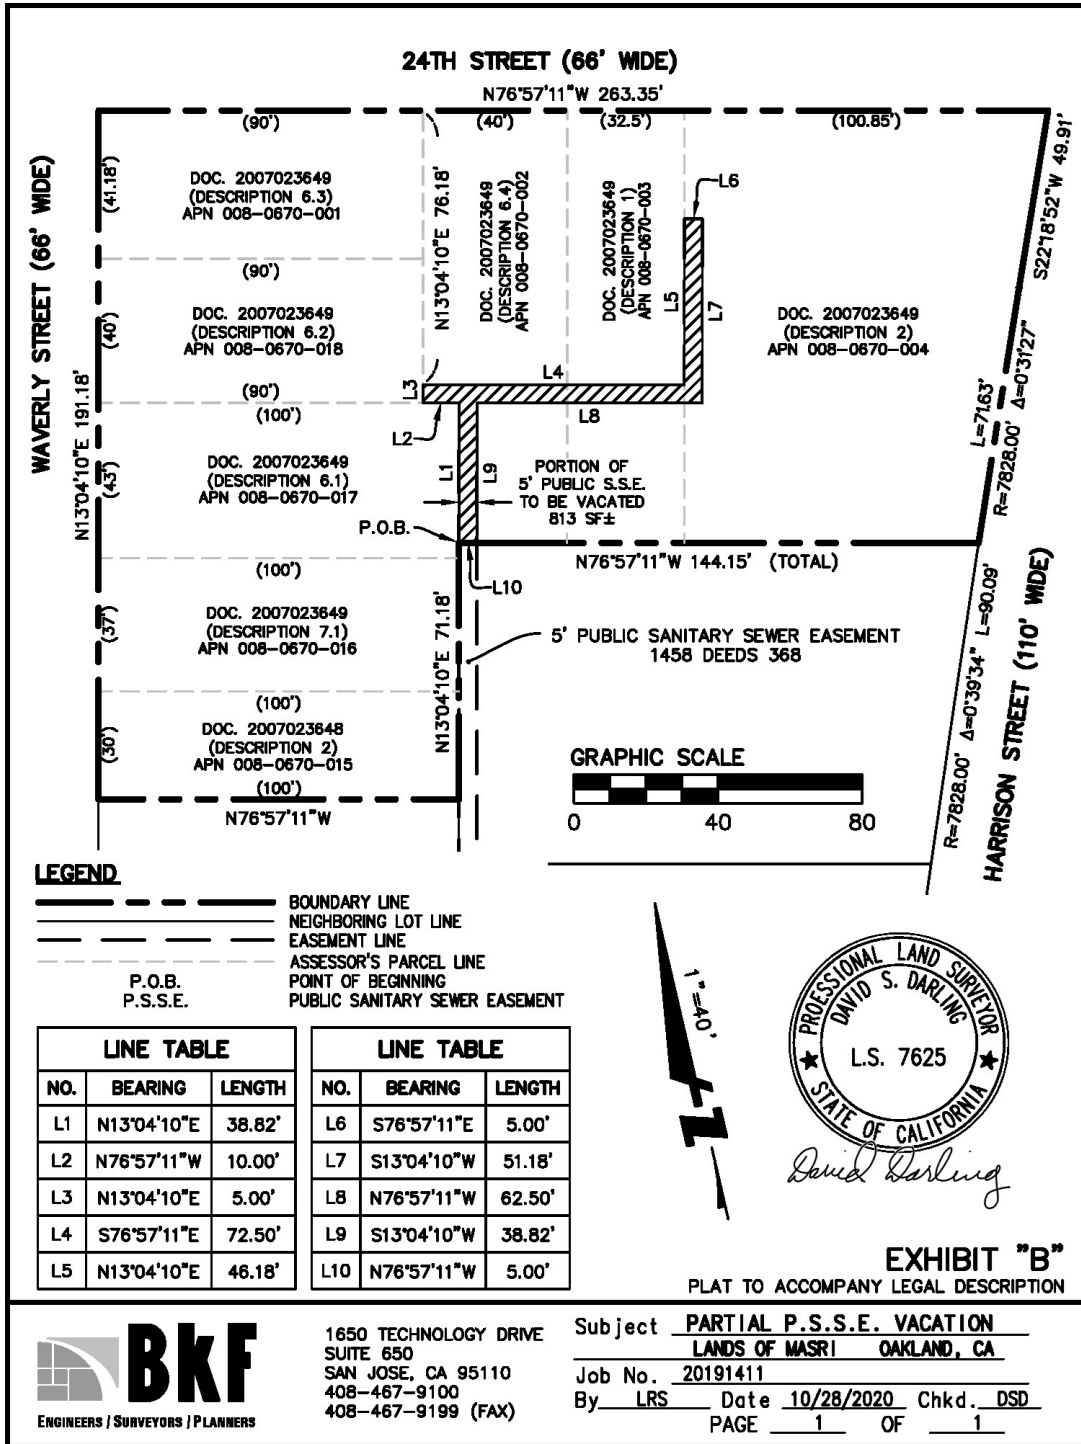 24TH STREET (66' WIDE)
N76°57'11"W 263.35'
(90')
(40')
(32.5')
(100.85')
WAVERLY STREET (66' WIDE)
N13°04'10"E 191.18'
(41.18')
(40')
(43')
(37')
(30')
DOC. 2007023649
(DESCRIPTION 6.3)
APN 008-0670-001
(90')
DOC. 2007023649
(DESCRIPTION 6.2)
APN 008-0670-018
(90')
(100')
DOC. 2007023649
(DESCRIPTION 6.1)
APN 008-0670-017
(100')
DOC. 2007023649
(DESCRIPTION 7.1)
APN 008-0670-016
(100')
DOC. 2007023648
(DESCRIPTION 2)
APN 008-0670-015
(100')
N76°57'11"W
N13°04'10"E 76.18'
DOC. 2007023649
(DESCRIPTION 6.4)
APN 008-0670-002
DOC. 2007023649
(DESCRIPTION 1)
APN 008-0670-003
L6
L5
L7
DOC. 2007023649
(DESCRIPTION 2)
APN 008-0670-004
S22°18'52"W 49.91'
L=71.63'
R=7828.00' Δ=0°31'27"
L3
L4
L2
L8
L1
L9
PORTION OF
5' PUBLIC S.S.E.
TO BE VACATED
813 SF±
P.O.B.
L10
N76°57'11"W 144.15' (TOTAL)
N13°04'10"E 71.18'
5' PUBLIC SANITARY SEWER EASEMENT
1458 DEEDS 368
R=7828.00' Δ=0°39'34" L=90.09'
HARRISON STREET (110' WIDE)
GRAPHIC SCALE
0 40 80
LEGEND
BOUNDARY LINE
NEIGHBORING LOT LINE
EASEMENT LINE
ASSESSOR'S PARCEL LINE
P.O.B. POINT OF BEGINNING
P.S.S.E. PUBLIC SANITARY SEWER EASEMENT
LINE TABLE
NO. BEARING LENGTH
L1 N13°04'10"E 38.82'
L2 N76°57'11"W 10.00'
L3 N13°04'10"E 5.00'
L4 S76°57'11"E 72.50'
L5 N13°04'10"E 46.18'
LINE TABLE
NO. BEARING LENGTH
L6 S76°57'11"E 5.00'
L7 S13°04'10"W 51.18'
L8 N76°57'11"W 62.50'
L9 S13°04'10"W 38.82'
L10 N76°57'11"W 5.00'
1"=40'
Z
PROESSIONAL LAND SURVEYOR
DAVID S. DARLING
L.S. 7625
STATE OF CALIFORNIA
David Darling
EXHIBIT "B"
PLAT TO ACCOMPANY LEGAL DESCRIPTION
BKF
ENGINEERS / SURVEYORS / PLANNERS
1650 TECHNOLOGY DRIVE
SUITE 650
SAN JOSE, CA 95110
408-467-9100
408-467-9199 (FAX)
Subject PARTIAL P.S.S.E. VACATION
LANDS OF MASRI OAKLAND, CA
Job No. 20191411
By LRS Date 10/28/2020 Chkd. DSD
PAGE 1 OF 1